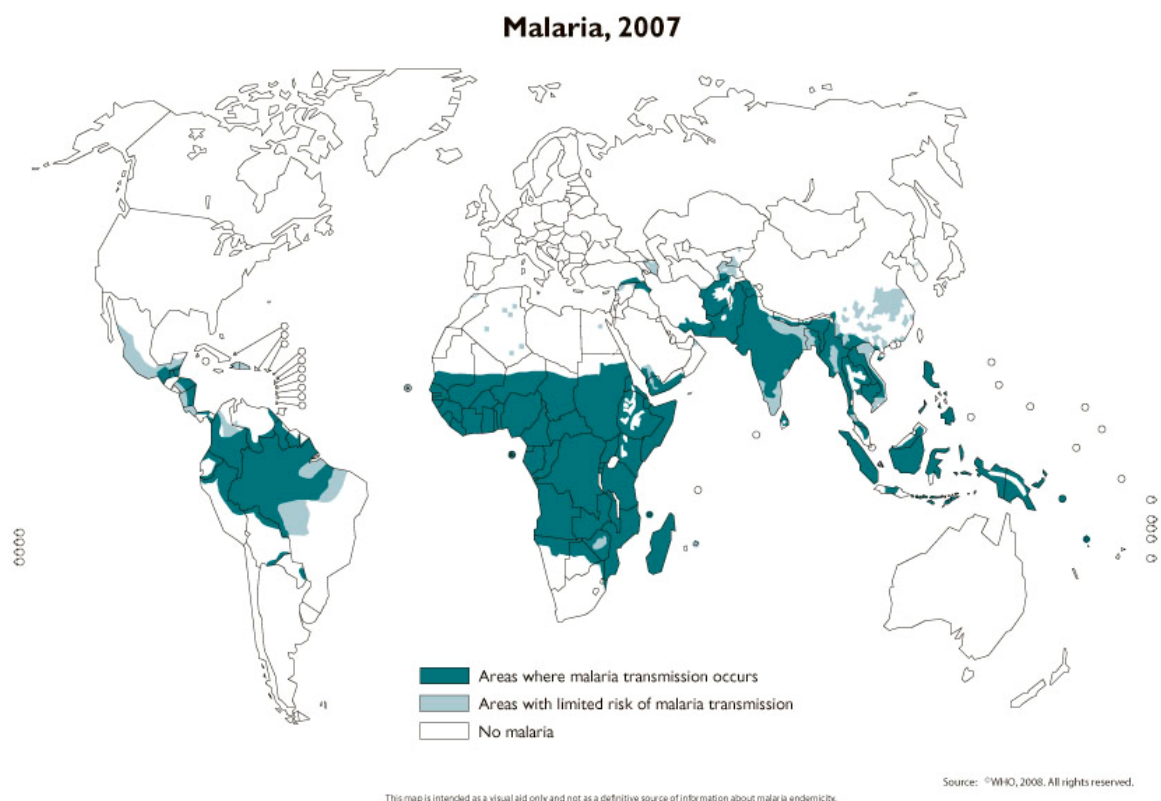 Malaria, 2007
Areas where malaria transmission occurs
Areas with limited risk of malaria transmission
No malaria
Source: ©WHO, 2008. All rights reserved.
This map is intended as a visual aid only and not as a definitive source of information about malaria endemicity.